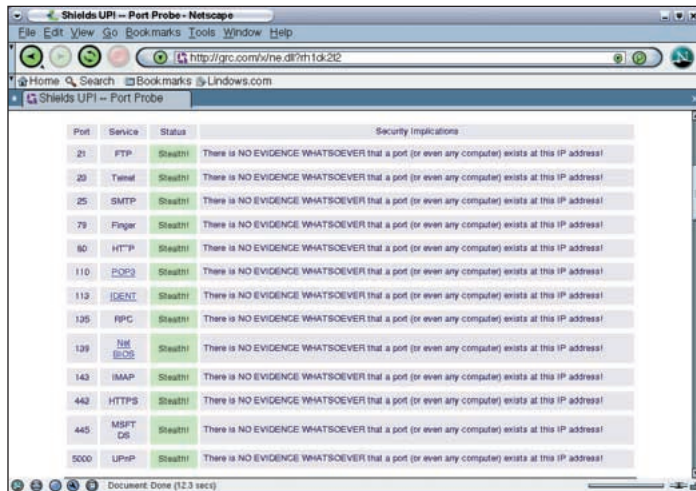 Shields UP! -- Port Probe - Netscape
File Edit View Go Bookmarks Tools Window Help
http://grc.com/x/ne.dll?rh1dk2l2
Home Search Bookmarks Lindows.com
Shields UP! -- Port Probe
Port Service Status Security Implications
21 FTP Stealth! There is NO EVIDENCE WHATSOEVER that a port (or even any computer) exists at this IP address!
23 Telnet Stealth! There is NO EVIDENCE WHATSOEVER that a port (or even any computer) exists at this IP address!
25 SMTP Stealth! There is NO EVIDENCE WHATSOEVER that a port (or even any computer) exists at this IP address!
79 Finger Stealth! There is NO EVIDENCE WHATSOEVER that a port (or even any computer) exists at this IP address!
80 HTTP Stealth! There is NO EVIDENCE WHATSOEVER that a port (or even any computer) exists at this IP address!
110 POP3 Stealth! There is NO EVIDENCE WHATSOEVER that a port (or even any computer) exists at this IP address!
113 IDENT Stealth! There is NO EVIDENCE WHATSOEVER that a port (or even any computer) exists at this IP address!
135 RPC Stealth! There is NO EVIDENCE WHATSOEVER that a port (or even any computer) exists at this IP address!
139 Net BIOS Stealth! There is NO EVIDENCE WHATSOEVER that a port (or even any computer) exists at this IP address!
143 IMAP Stealth! There is NO EVIDENCE WHATSOEVER that a port (or even any computer) exists at this IP address!
443 HTTPS Stealth! There is NO EVIDENCE WHATSOEVER that a port (or even any computer) exists at this IP address!
445 MSFT DS Stealth! There is NO EVIDENCE WHATSOEVER that a port (or even any computer) exists at this IP address!
5000 UPnP Stealth! There is NO EVIDENCE WHATSOEVER that a port (or even any computer) exists at this IP address!
Document: Done (12.3 secs)